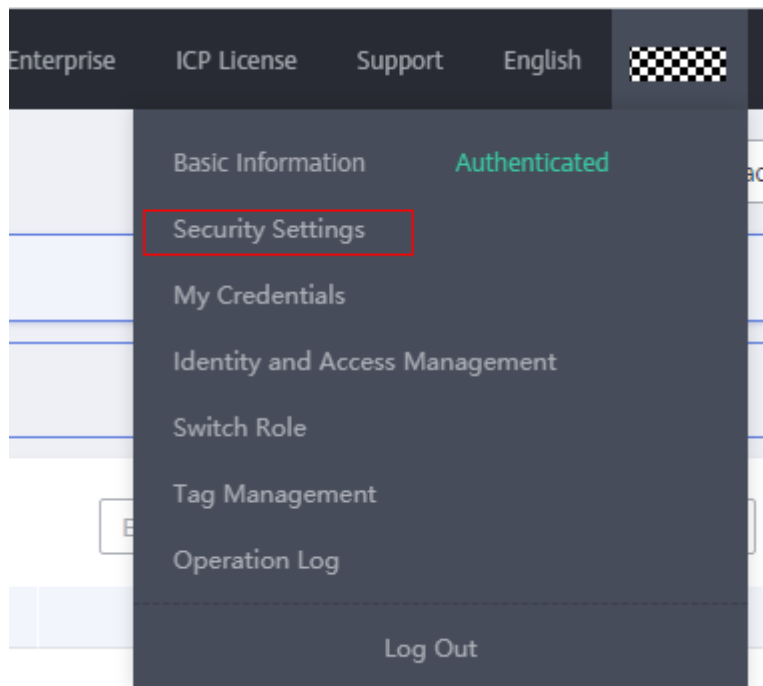 Enterprise ICP License Support English
Basic Information Authenticated
Security Settings
My Credentials
Identity and Access Management
Switch Role
Tag Management
Operation Log
Log Out